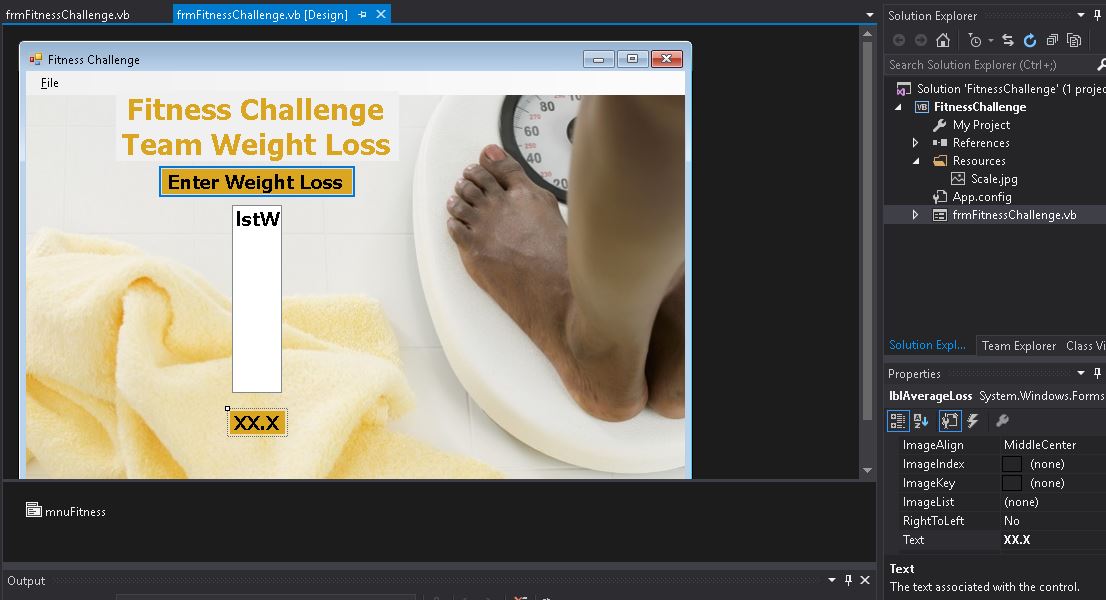 frmFitnessChallenge.vb
frmFitnessChallenge.vb [Design]
Fitness Challenge
File
Fitness Challenge
Team Weight Loss
Enter Weight Loss
lstW
XX.X
80
60
40
20
mnuFitness
Output
Solution Explorer
Search Solution Explorer (Ctrl+;)
Solution 'FitnessChallenge' (1 projec
VB FitnessChallenge
My Project
References
Resources
Scale.jpg
App.config
frmFitnessChallenge.vb
Solution Expl... Team Explorer Class Vi
Properties
lblAverageLoss System.Windows.Forms
ImageAlign MiddleCenter
ImageIndex (none)
ImageKey (none)
ImageList (none)
RightToLeft No
Text XX.X
Text
The text associated with the control.